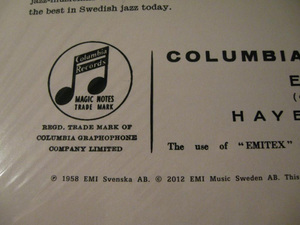 the best in Swedish jazz today.
Columbia
Records
MAGIC NOTES
TRADE MARK
REGD. TRADE MARK OF
COLUMBIA GRAPHOPHONE
COMPANY LIMITED
COLUMBIA
E
HAYE
The use of "EMITEX"
℗ 1958 EMI Svenska AB. © 2012 EMI Music Sweden AB. This